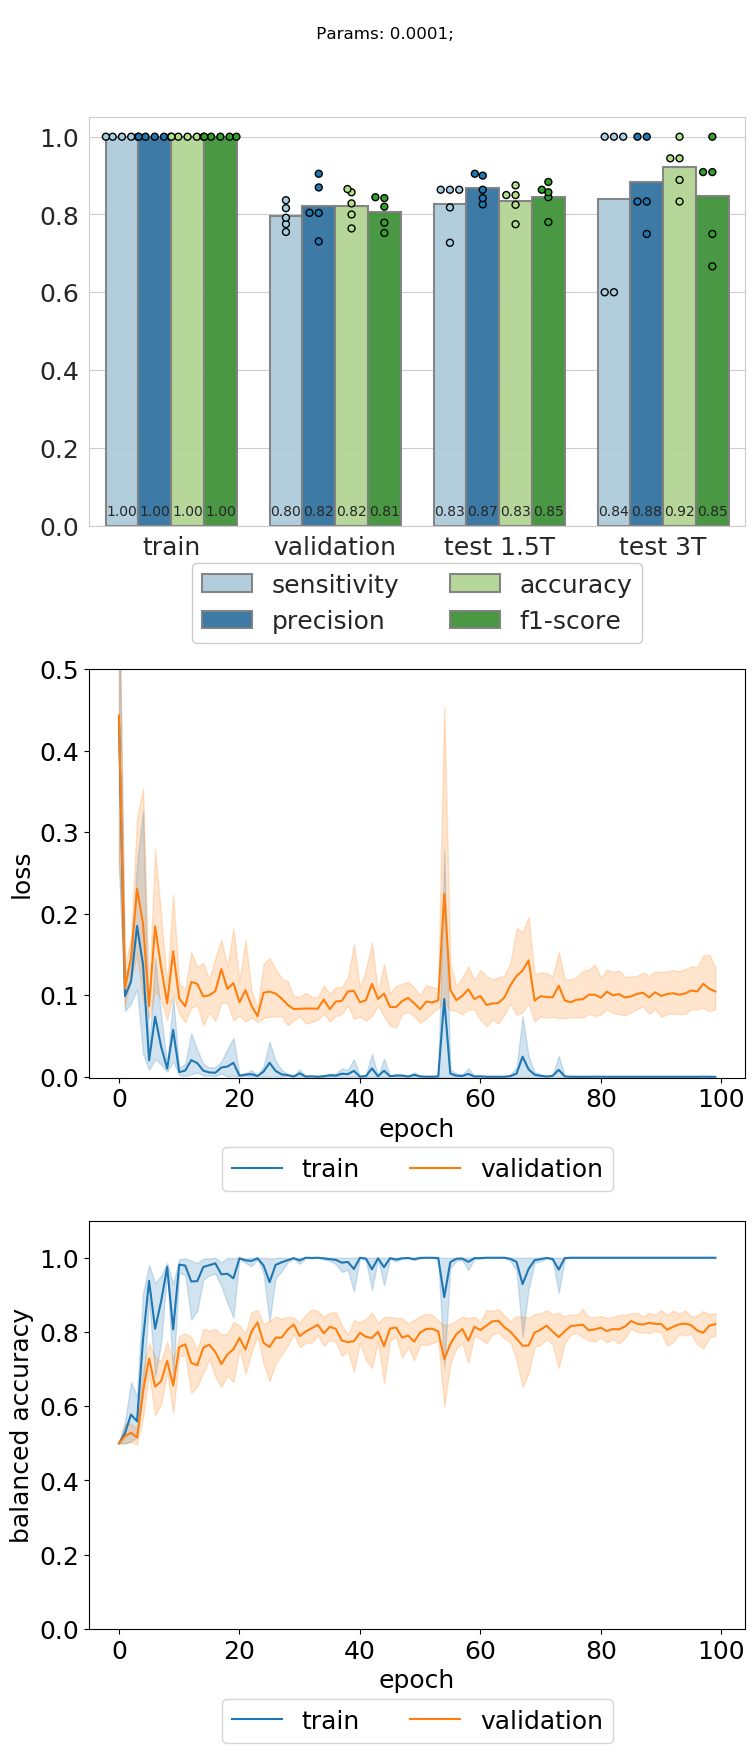 Params: 0.0001;
1.0
0.8
0.6
0.4
0.2
0.0
1.00 1.00 1.00 1.00 0.80 0.82 0.82 0.81 0.83 0.87 0.83 0.85 0.84 0.88 0.92 0.85
train validation test 1.5T test 3T
sensitivity accuracy
precision f1-score
0.5
0.4
0.3
0.2
0.1
0.0
loss
0 20 40 60 80 100
epoch
train validation
1.0
0.8
0.6
0.4
0.2
0.0
balanced accuracy
0 20 40 60 80 100
epoch
train validation